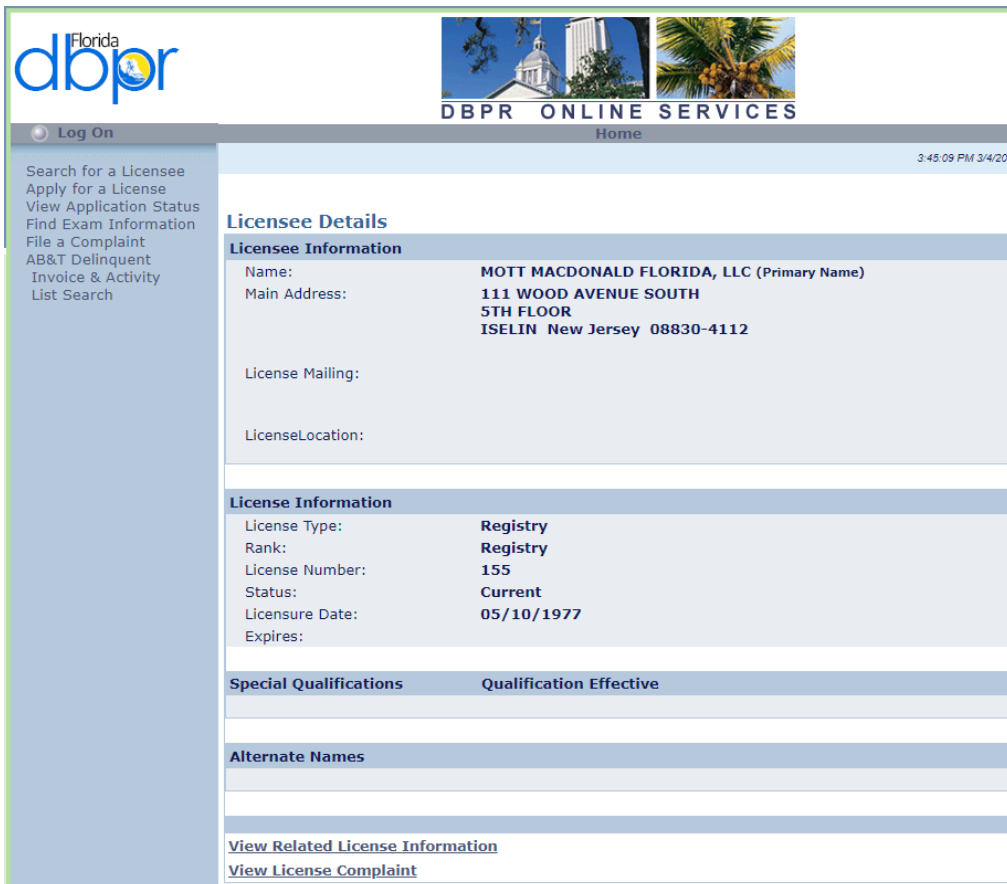 Florida
dbpr
DBPR ONLINE SERVICES
Log On
Home
3:45:09 PM 3/4/20
Search for a Licensee
Apply for a License
View Application Status
Find Exam Information
File a Complaint
AB&T Delinquent
Invoice & Activity
List Search
Licensee Details
Licensee Information
Name: MOTT MACDONALD FLORIDA, LLC (Primary Name)
Main Address: 111 WOOD AVENUE SOUTH
5TH FLOOR
ISELIN New Jersey 08830-4112
License Mailing:
LicenseLocation:
License Information
License Type: Registry
Rank: Registry
License Number: 155
Status: Current
Licensure Date: 05/10/1977
Expires:
Special Qualifications Qualification Effective
Alternate Names
View Related License Information
View License Complaint